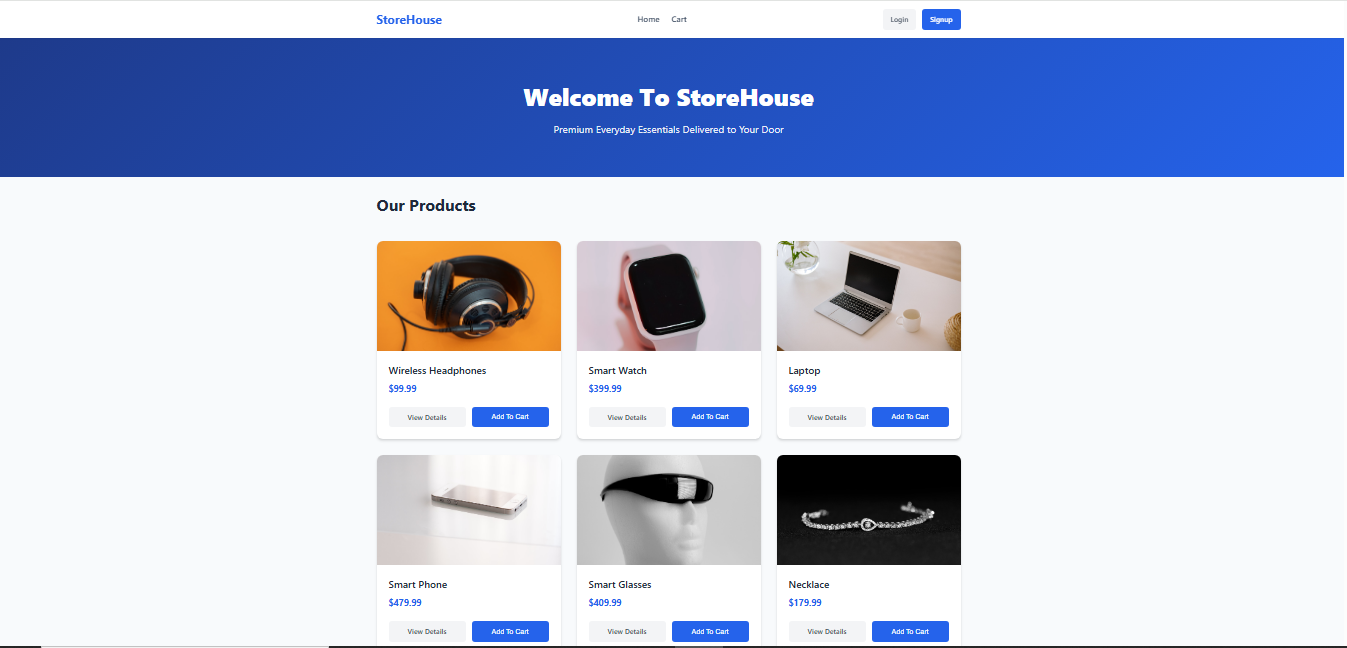 StoreHouse
Home Cart
Login Signup
Welcome To StoreHouse
Premium Everyday Essentials Delivered to Your Door
Our Products
Wireless Headphones
$99.99
View Details Add To Cart
Smart Watch
$399.99
View Details Add To Cart
Laptop
$69.99
View Details Add To Cart
Smart Phone
$479.99
View Details Add To Cart
Smart Glasses
$409.99
View Details Add To Cart
Necklace
$179.99
View Details Add To Cart